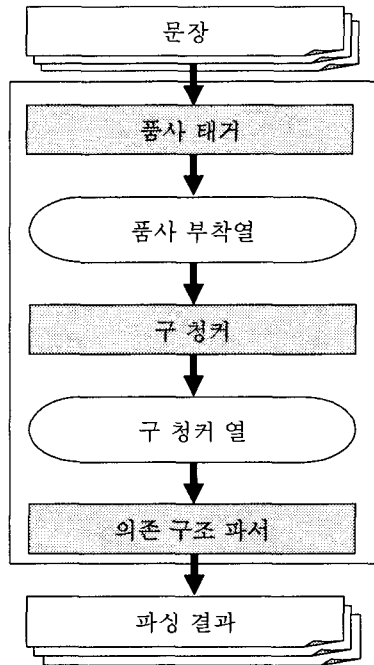 문장
품사 태거
품사 부착열
구 청커
구 청커 열
의존 구조 파서
파싱 결과